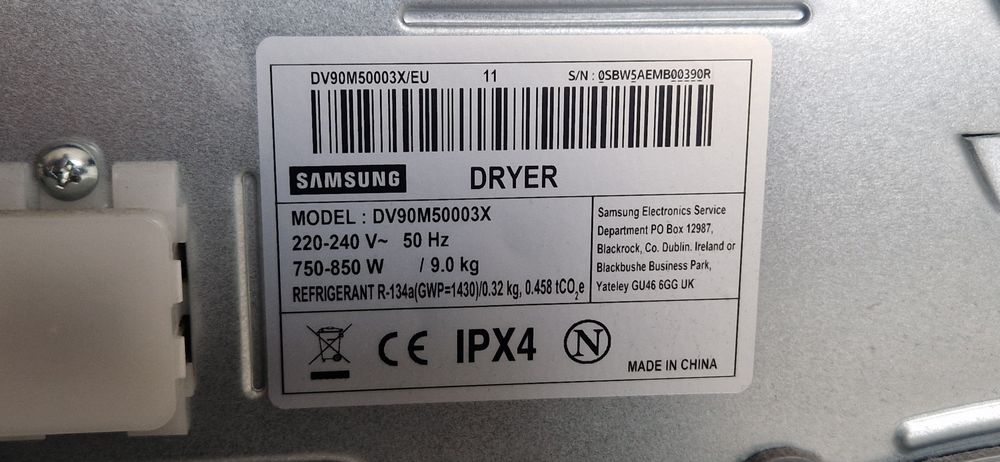 DV90M50003X/EU 11 S/N : 0SBW5AEMB00390R
SAMSUNG DRYER
MODEL : DV90M50003X
220-240 V~ 50 Hz
750-850 W / 9.0 kg
REFRIGERANT R-134a(GWP=1430)/0.32 kg, 0.458 tCO₂e
Samsung Electronics Service
Department PO Box 12987,
Blackrock, Co. Dublin. Ireland or
Blackbushe Business Park,
Yateley GU46 6GG UK
CE IPX4 N
MADE IN CHINA